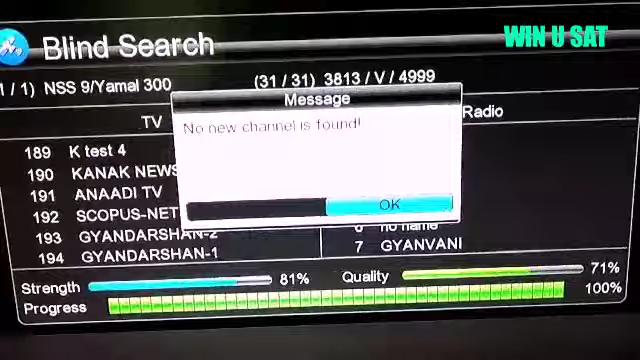 WIN U SAT
Blind Search
1 / 1) NSS 9/Yamal 300 (31 / 31) 3813 / V / 4999
TV Radio
Message
No new channel is found!
OK
189 K test 4
190 KANAK NEWS
191 ANAADI TV
192 SCOPUS-NET
193 GYANDARSHAN-2
194 GYANDARSHAN-1
no name
7 GYANVANI
Strength 81% Quality 71%
Progress 100%